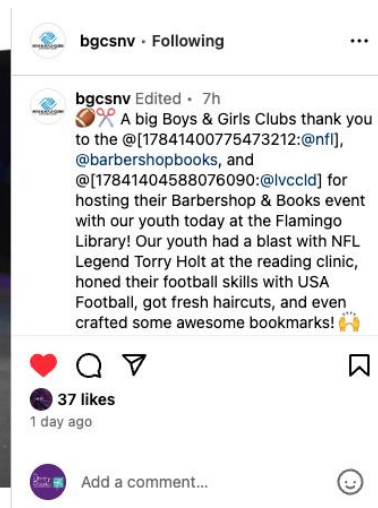 bgcsnv · Following
bgcsnv Edited · 7h
🏈✂️ A big Boys & Girls Clubs thank you
to the @[17841400775473212:@nfl],
@barbershopbooks, and
@[17841404588076090:@lvccld] for
hosting their Barbershop & Books event
with our youth today at the Flamingo
Library! Our youth had a blast with NFL
Legend Torry Holt at the reading clinic,
honed their football skills with USA
Football, got fresh haircuts, and even
crafted some awesome bookmarks! 🙌
37 likes
1 day ago
Add a comment...